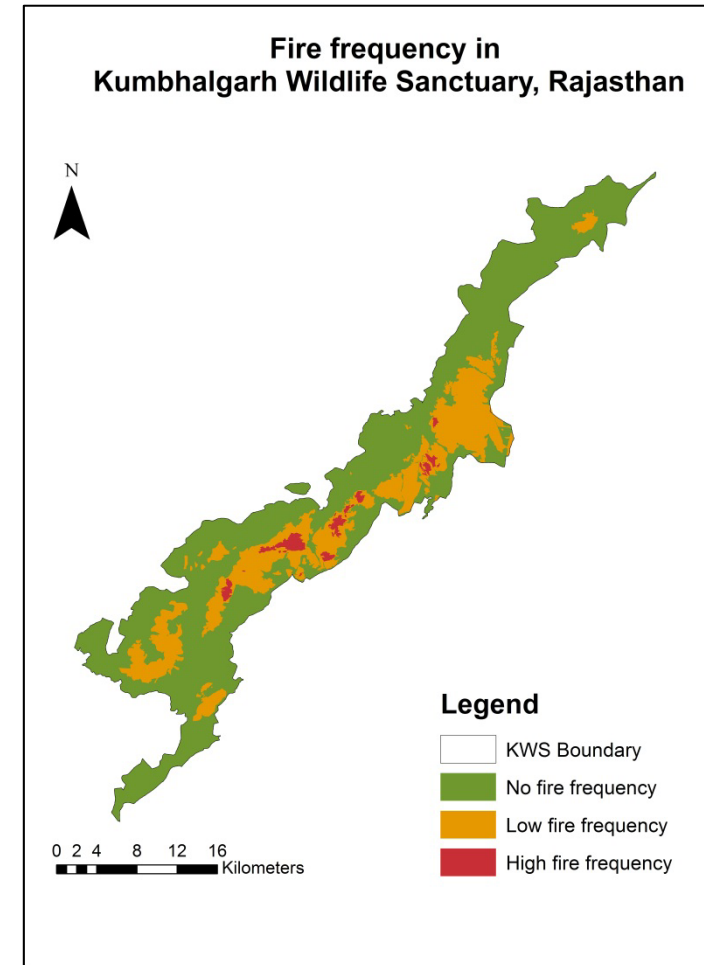 Fire frequency in
Kumbhalgarh Wildlife Sanctuary, Rajasthan
N
Legend
KWS Boundary
No fire frequency
Low fire frequency
High fire frequency
0 2 4 8 12 16
Kilometers